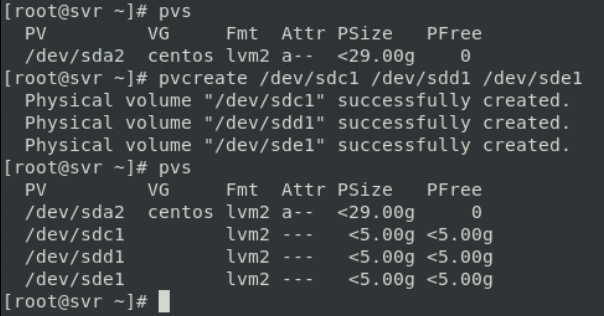 [root@svr ~]# pvs
  PV         VG     Fmt  Attr PSize   PFree
  /dev/sda2  centos lvm2 a--  <29.00g     0
[root@svr ~]# pvcreate /dev/sdc1 /dev/sdd1 /dev/sde1
  Physical volume "/dev/sdc1" successfully created.
  Physical volume "/dev/sdd1" successfully created.
  Physical volume "/dev/sde1" successfully created.
[root@svr ~]# pvs
  PV         VG     Fmt  Attr PSize   PFree
  /dev/sda2  centos lvm2 a--  <29.00g      0
  /dev/sdc1         lvm2 ---   <5.00g <5.00g
  /dev/sdd1         lvm2 ---   <5.00g <5.00g
  /dev/sde1         lvm2 ---   <5.00g <5.00g
[root@svr ~]#